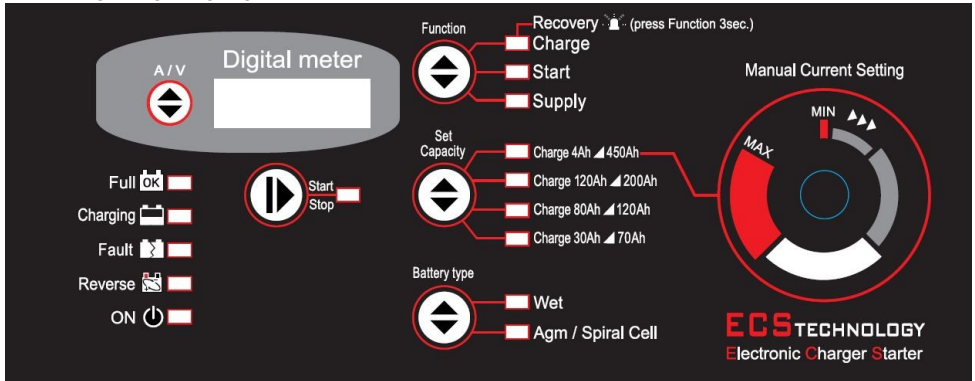 A / V
Digital meter
Full OK
Charging
Fault
Reverse
ON
Start
Stop
Function
Recovery (press Function 3sec.)
Charge
Start
Supply
Set
Capacity
Charge 4Ah 450Ah
Charge 120Ah 200Ah
Charge 80Ah 120Ah
Charge 30Ah 70Ah
Battery type
Wet
Agm / Spiral Cell
Manual Current Setting
MIN
MAX
ECS TECHNOLOGY
Electronic Charger Starter